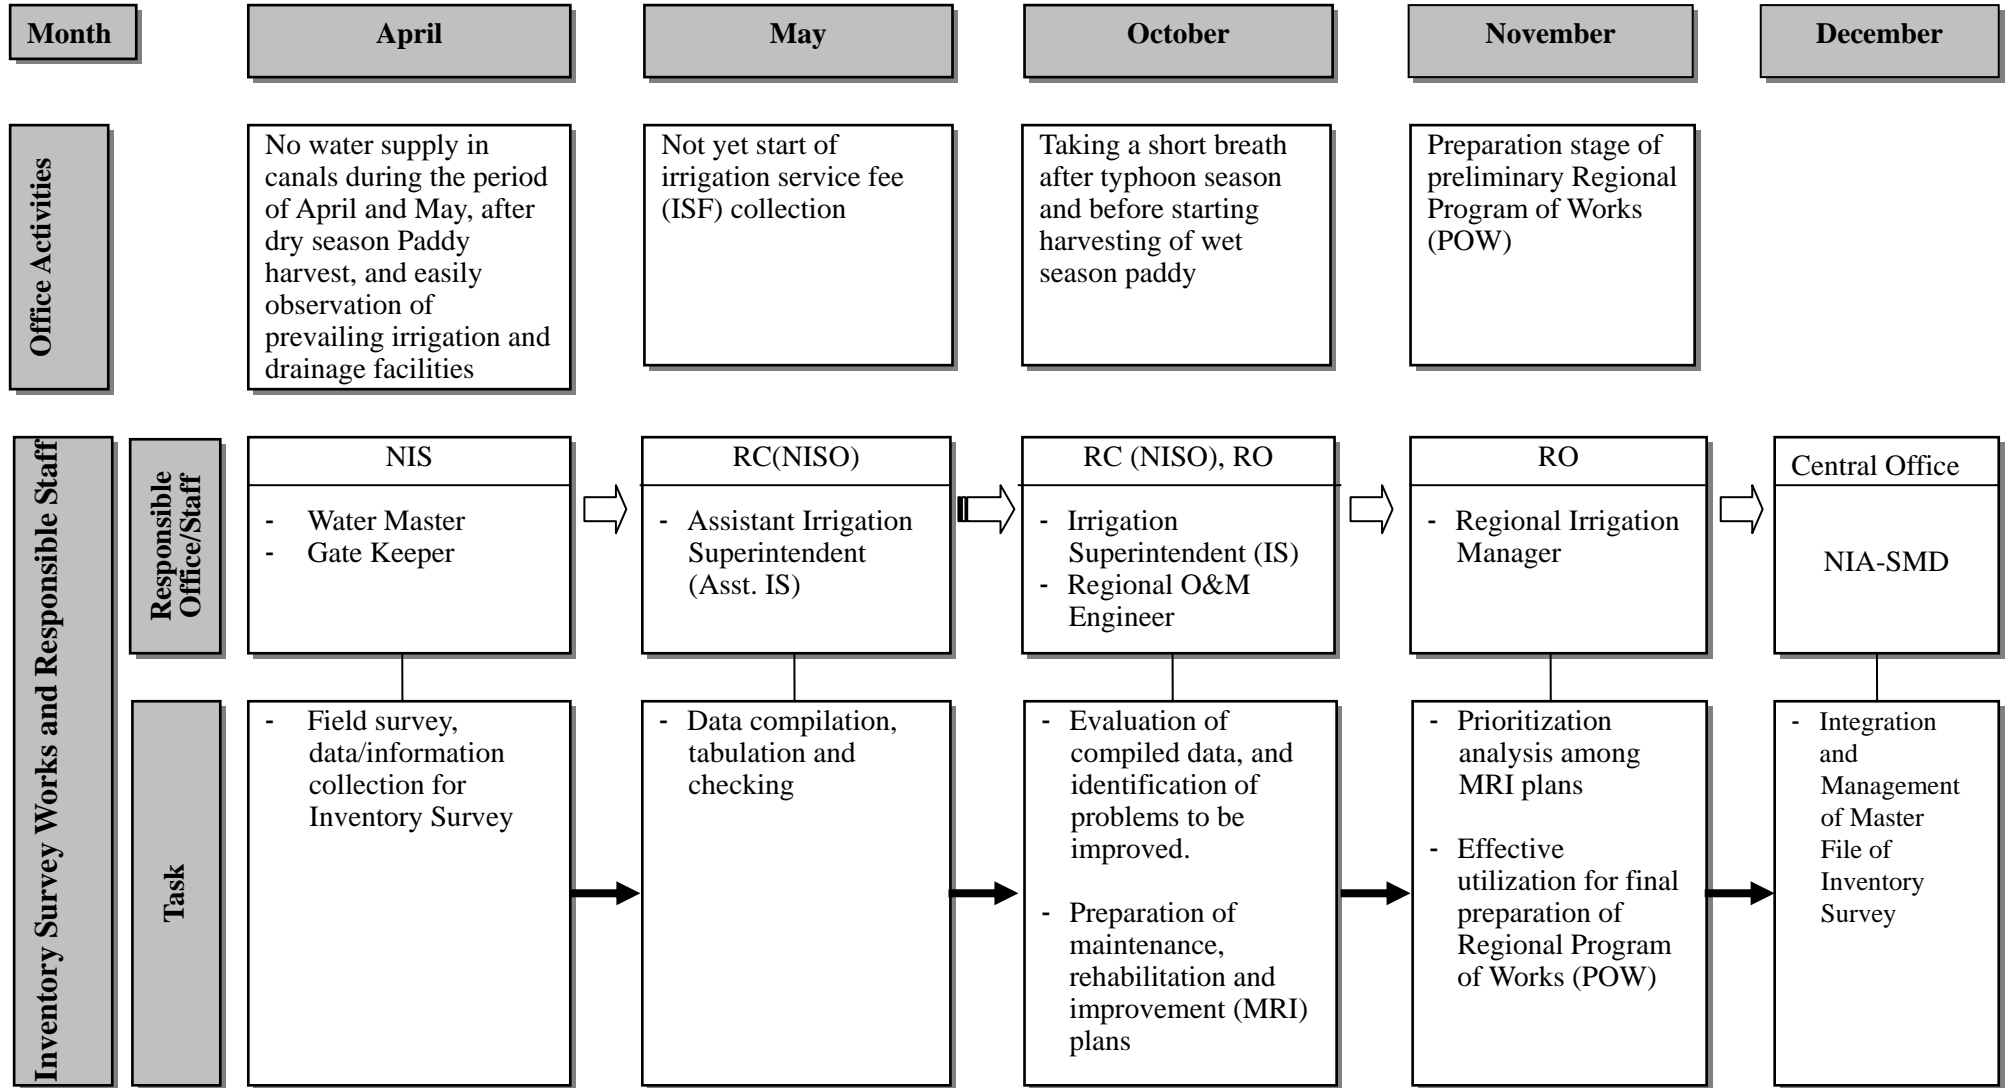 Month
April
May
October
November
December
Office Activities
No water supply in
canals during the period
of April and May, after
dry season Paddy
harvest, and easily
observation of
prevailing irrigation and
drainage facilities
Not yet start of
irrigation service fee
(ISF) collection
Taking a short breath
after typhoon season
and before starting
harvesting of wet
season paddy
Preparation stage of
preliminary Regional
Program of Works
(POW)
Inventory Survey Works and Responsible Staff
Responsible
Office/Staff
NIS
- Water Master
- Gate Keeper
RC(NISO)
- Assistant Irrigation
Superintendent
(Asst. IS)
RC (NISO), RO
- Irrigation
Superintendent (IS)
- Regional O&M
Engineer
RO
- Regional Irrigation
Manager
Central Office
NIA-SMD
Task
- Field survey,
data/information
collection for
Inventory Survey
- Data compilation,
tabulation and
checking
- Evaluation of
compiled data, and
identification of
problems to be
improved.
- Preparation of
maintenance,
rehabilitation and
improvement (MRI)
plans
- Prioritization
analysis among
MRI plans
- Effective
utilization for final
preparation of
Regional Program
of Works (POW)
- Integration
and
Management
of Master
File of
Inventory
Survey